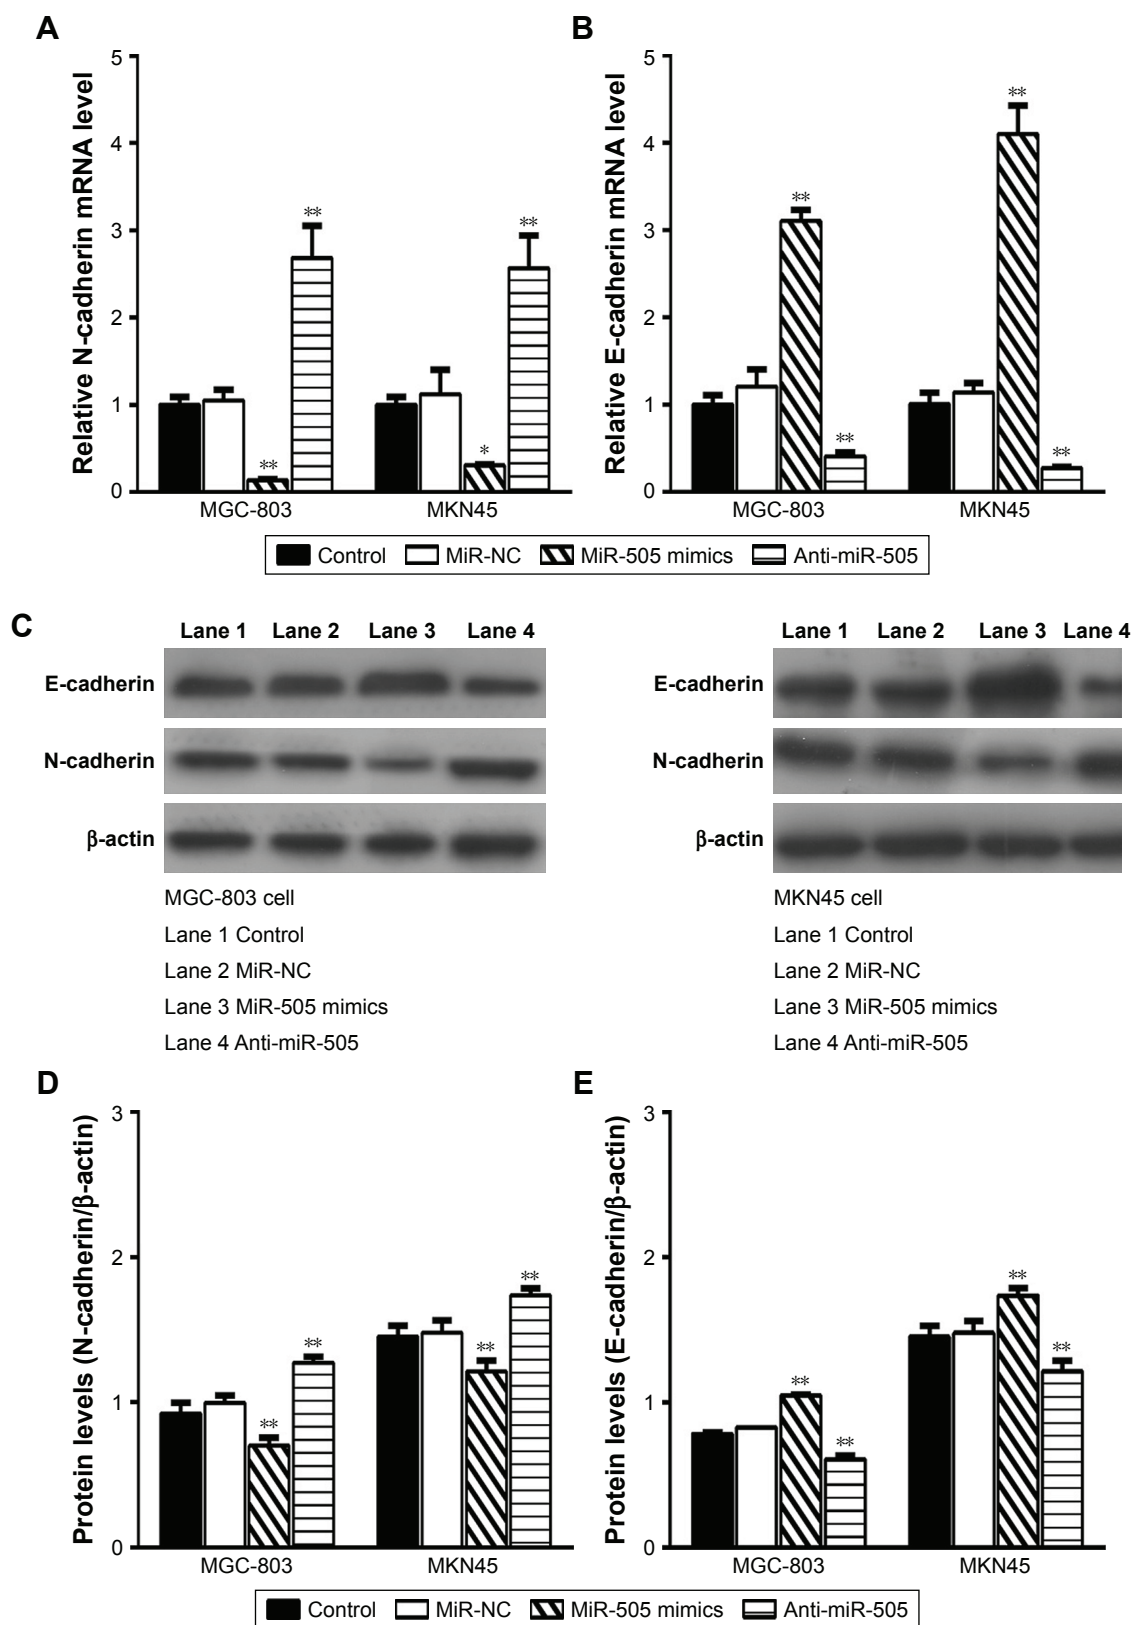 A
B
Relative N-cadherin mRNA level
5
4
3
2
1
0
**
**
**
*
MGC-803
MKN45
Relative E-cadherin mRNA level
5
4
3
2
1
0
**
**
**
**
MGC-803
MKN45
Control MiR-NC MiR-505 mimics Anti-miR-505
C
Lane 1 Lane 2 Lane 3 Lane 4
E-cadherin
N-cadherin
β-actin
MGC-803 cell
Lane 1 Control
Lane 2 MiR-NC
Lane 3 MiR-505 mimics
Lane 4 Anti-miR-505
Lane 1 Lane 2 Lane 3 Lane 4
E-cadherin
N-cadherin
β-actin
MKN45 cell
Lane 1 Control
Lane 2 MiR-NC
Lane 3 MiR-505 mimics
Lane 4 Anti-miR-505
D
E
Protein levels (N-cadherin/β-actin)
3
2
1
0
**
**
**
**
MGC-803
MKN45
Protein levels (E-cadherin/β-actin)
3
2
1
0
**
**
**
**
MGC-803
MKN45
Control MiR-NC MiR-505 mimics Anti-miR-505